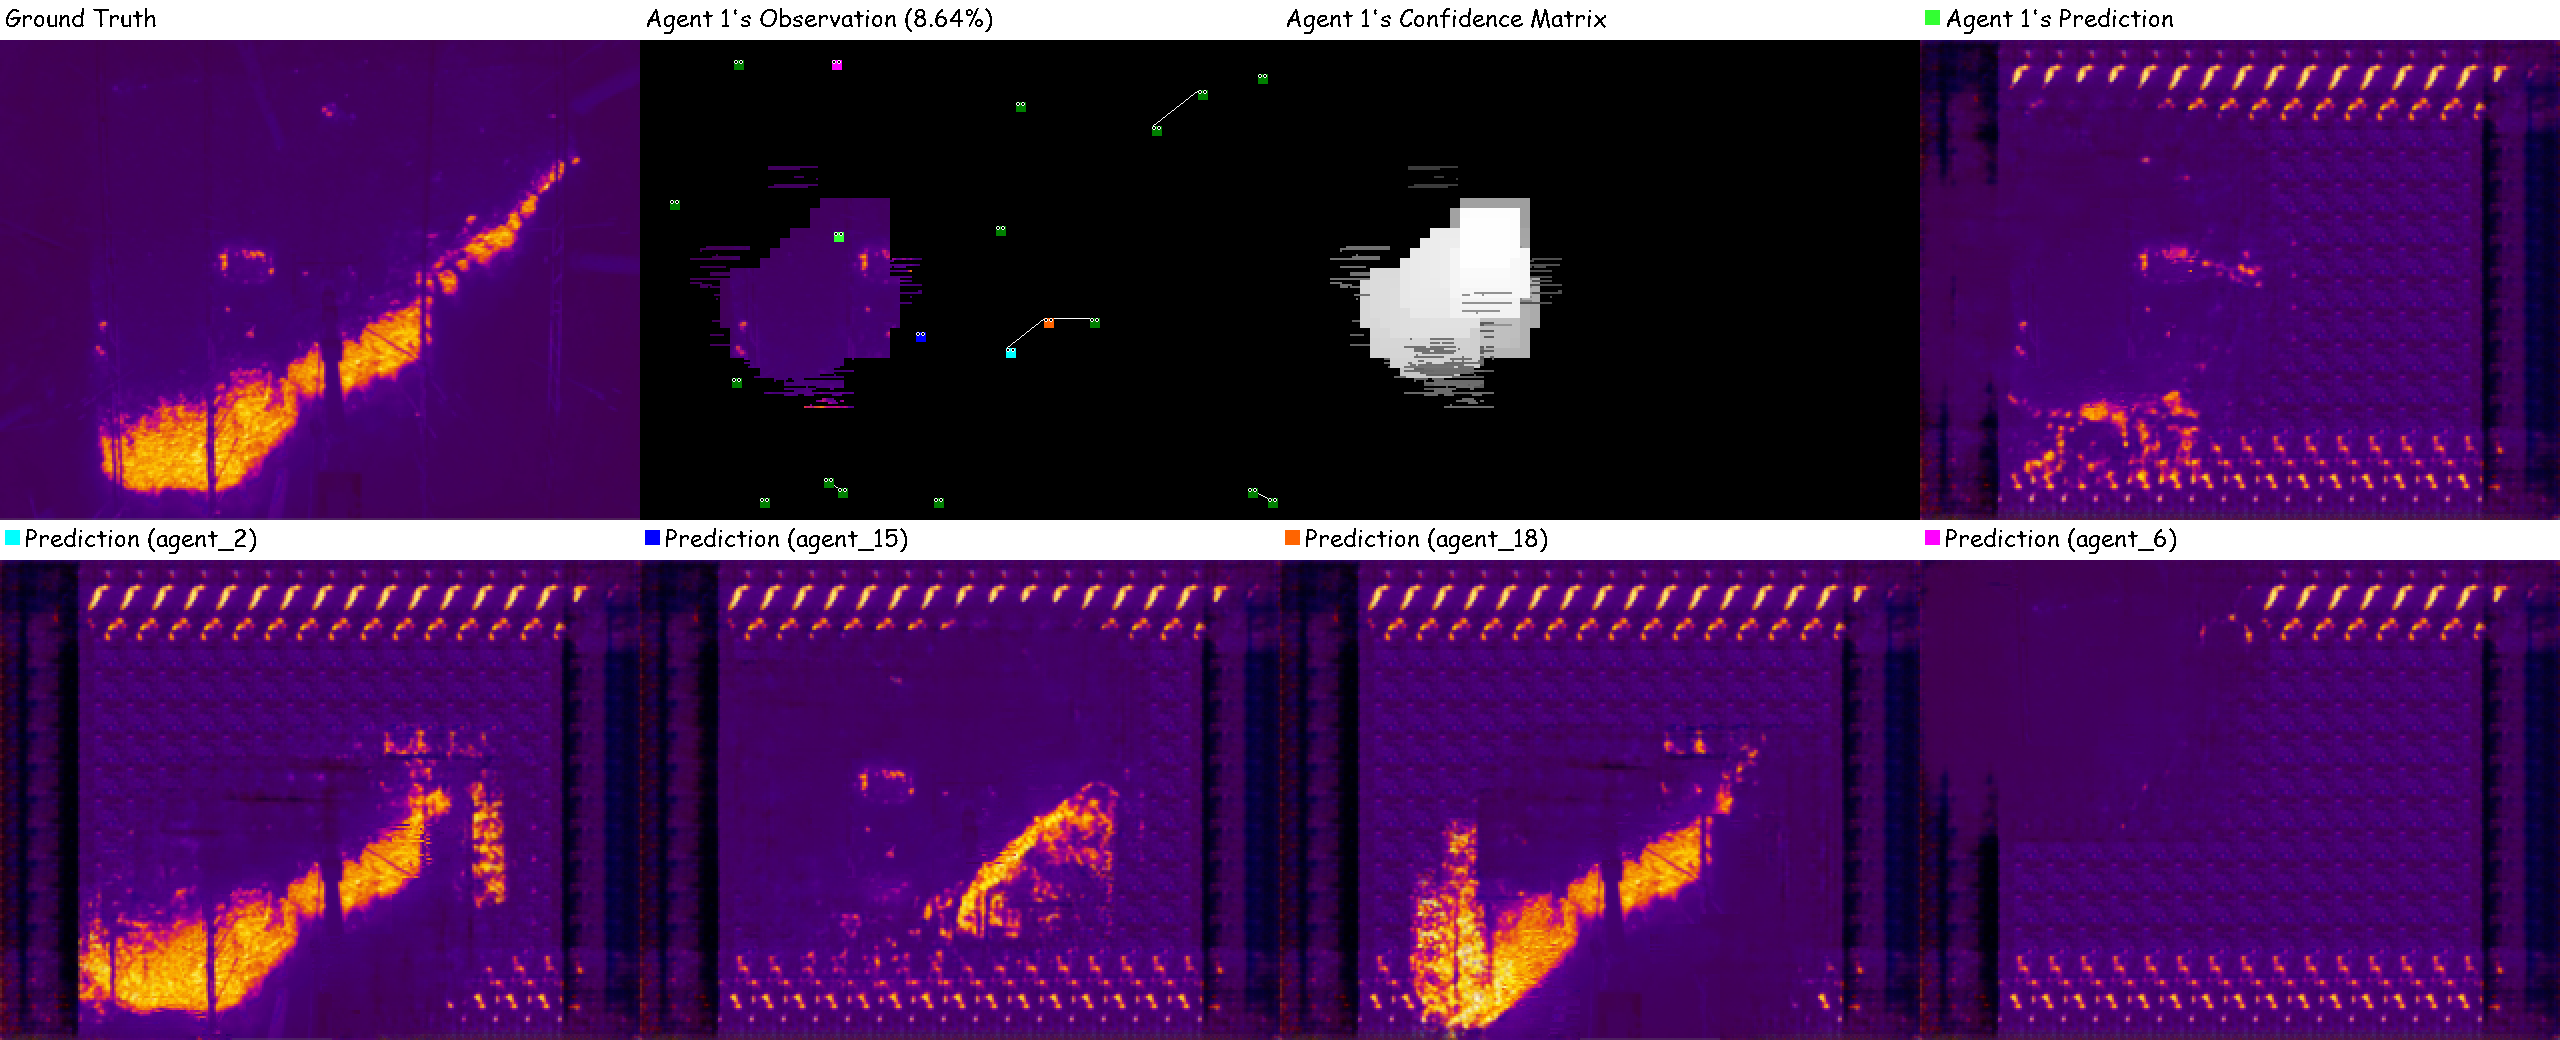 Ground Truth
Agent 1's Observation (8.64%)
Agent 1's Confidence Matrix
Agent 1's Prediction
Prediction (agent_2)
Prediction (agent_15)
Prediction (agent_18)
Prediction (agent_6)